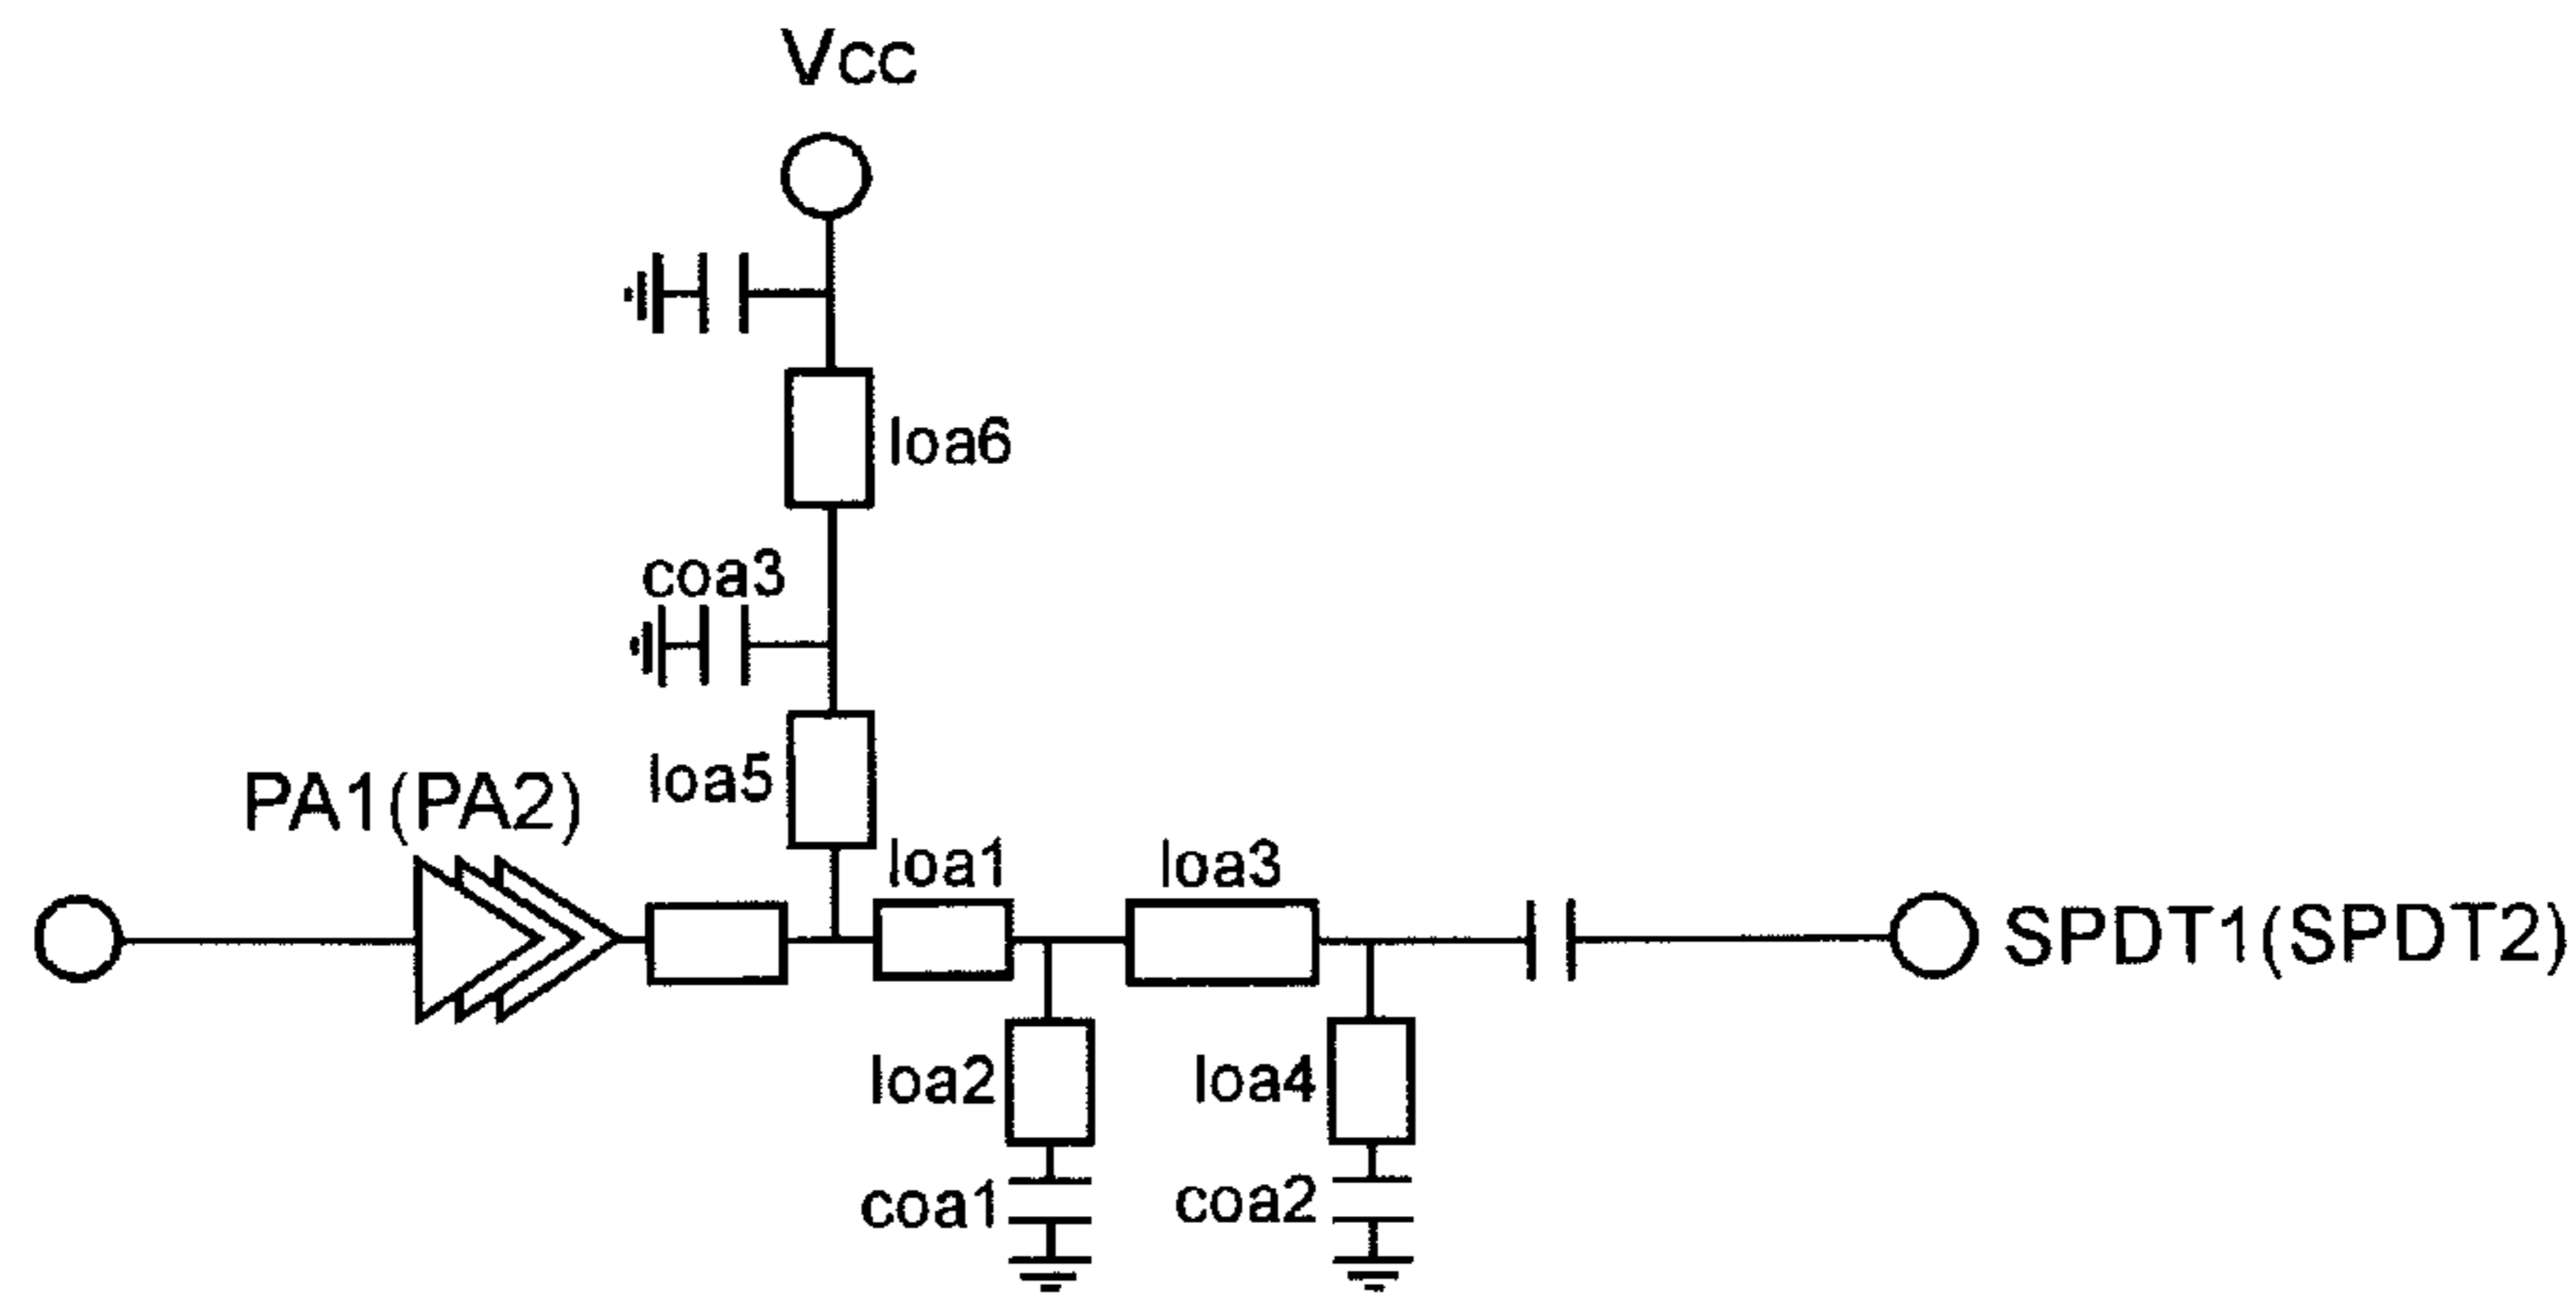 Vcc
loa6
coa3
loa5
PA1(PA2)
loa1
loa3
SPDT1(SPDT2)
loa2
loa4
coa1
coa2